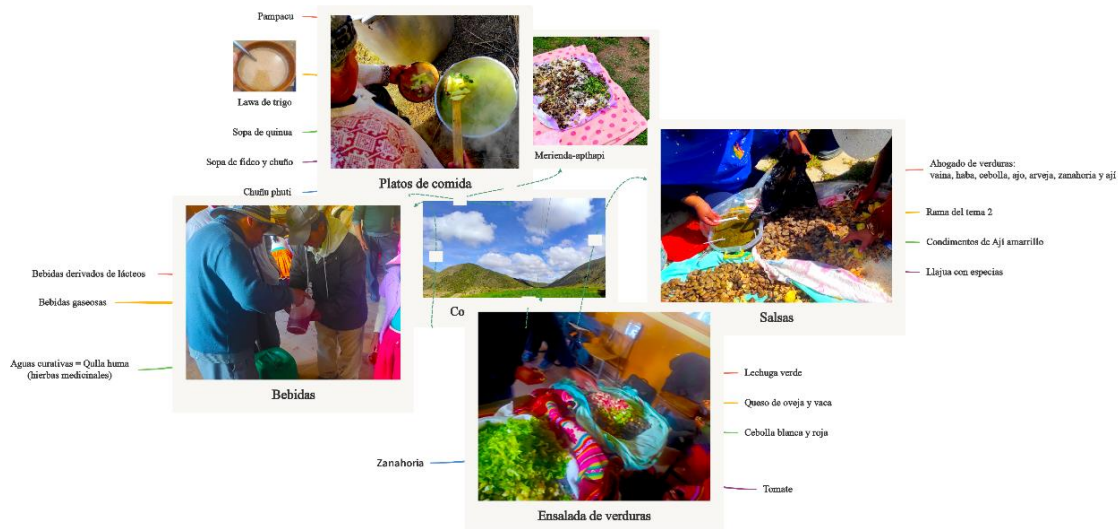 Pampacu
Lawa de trigo
Sopa de quinua
Sopa de fideo y chuño
Chuñu phuti
Platos de comida
Merienda-apthapi
Ahogado de verduras:
vaina, haba, cebolla, ajo, arveja, zanahoria y ají
Rama del tema 2
Condimentos de Ají amarrillo
Llajua con especias
Salsas
Bebidas derivados de lácteos
Bebidas gaseosas
Aguas curativas = Qulla huma
(hierbas medicinales)
Bebidas
Co
Lechuga verde
Queso de oveja y vaca
Cebolla blanca y roja
Zanahoria
Tomate
Ensalada de verduras